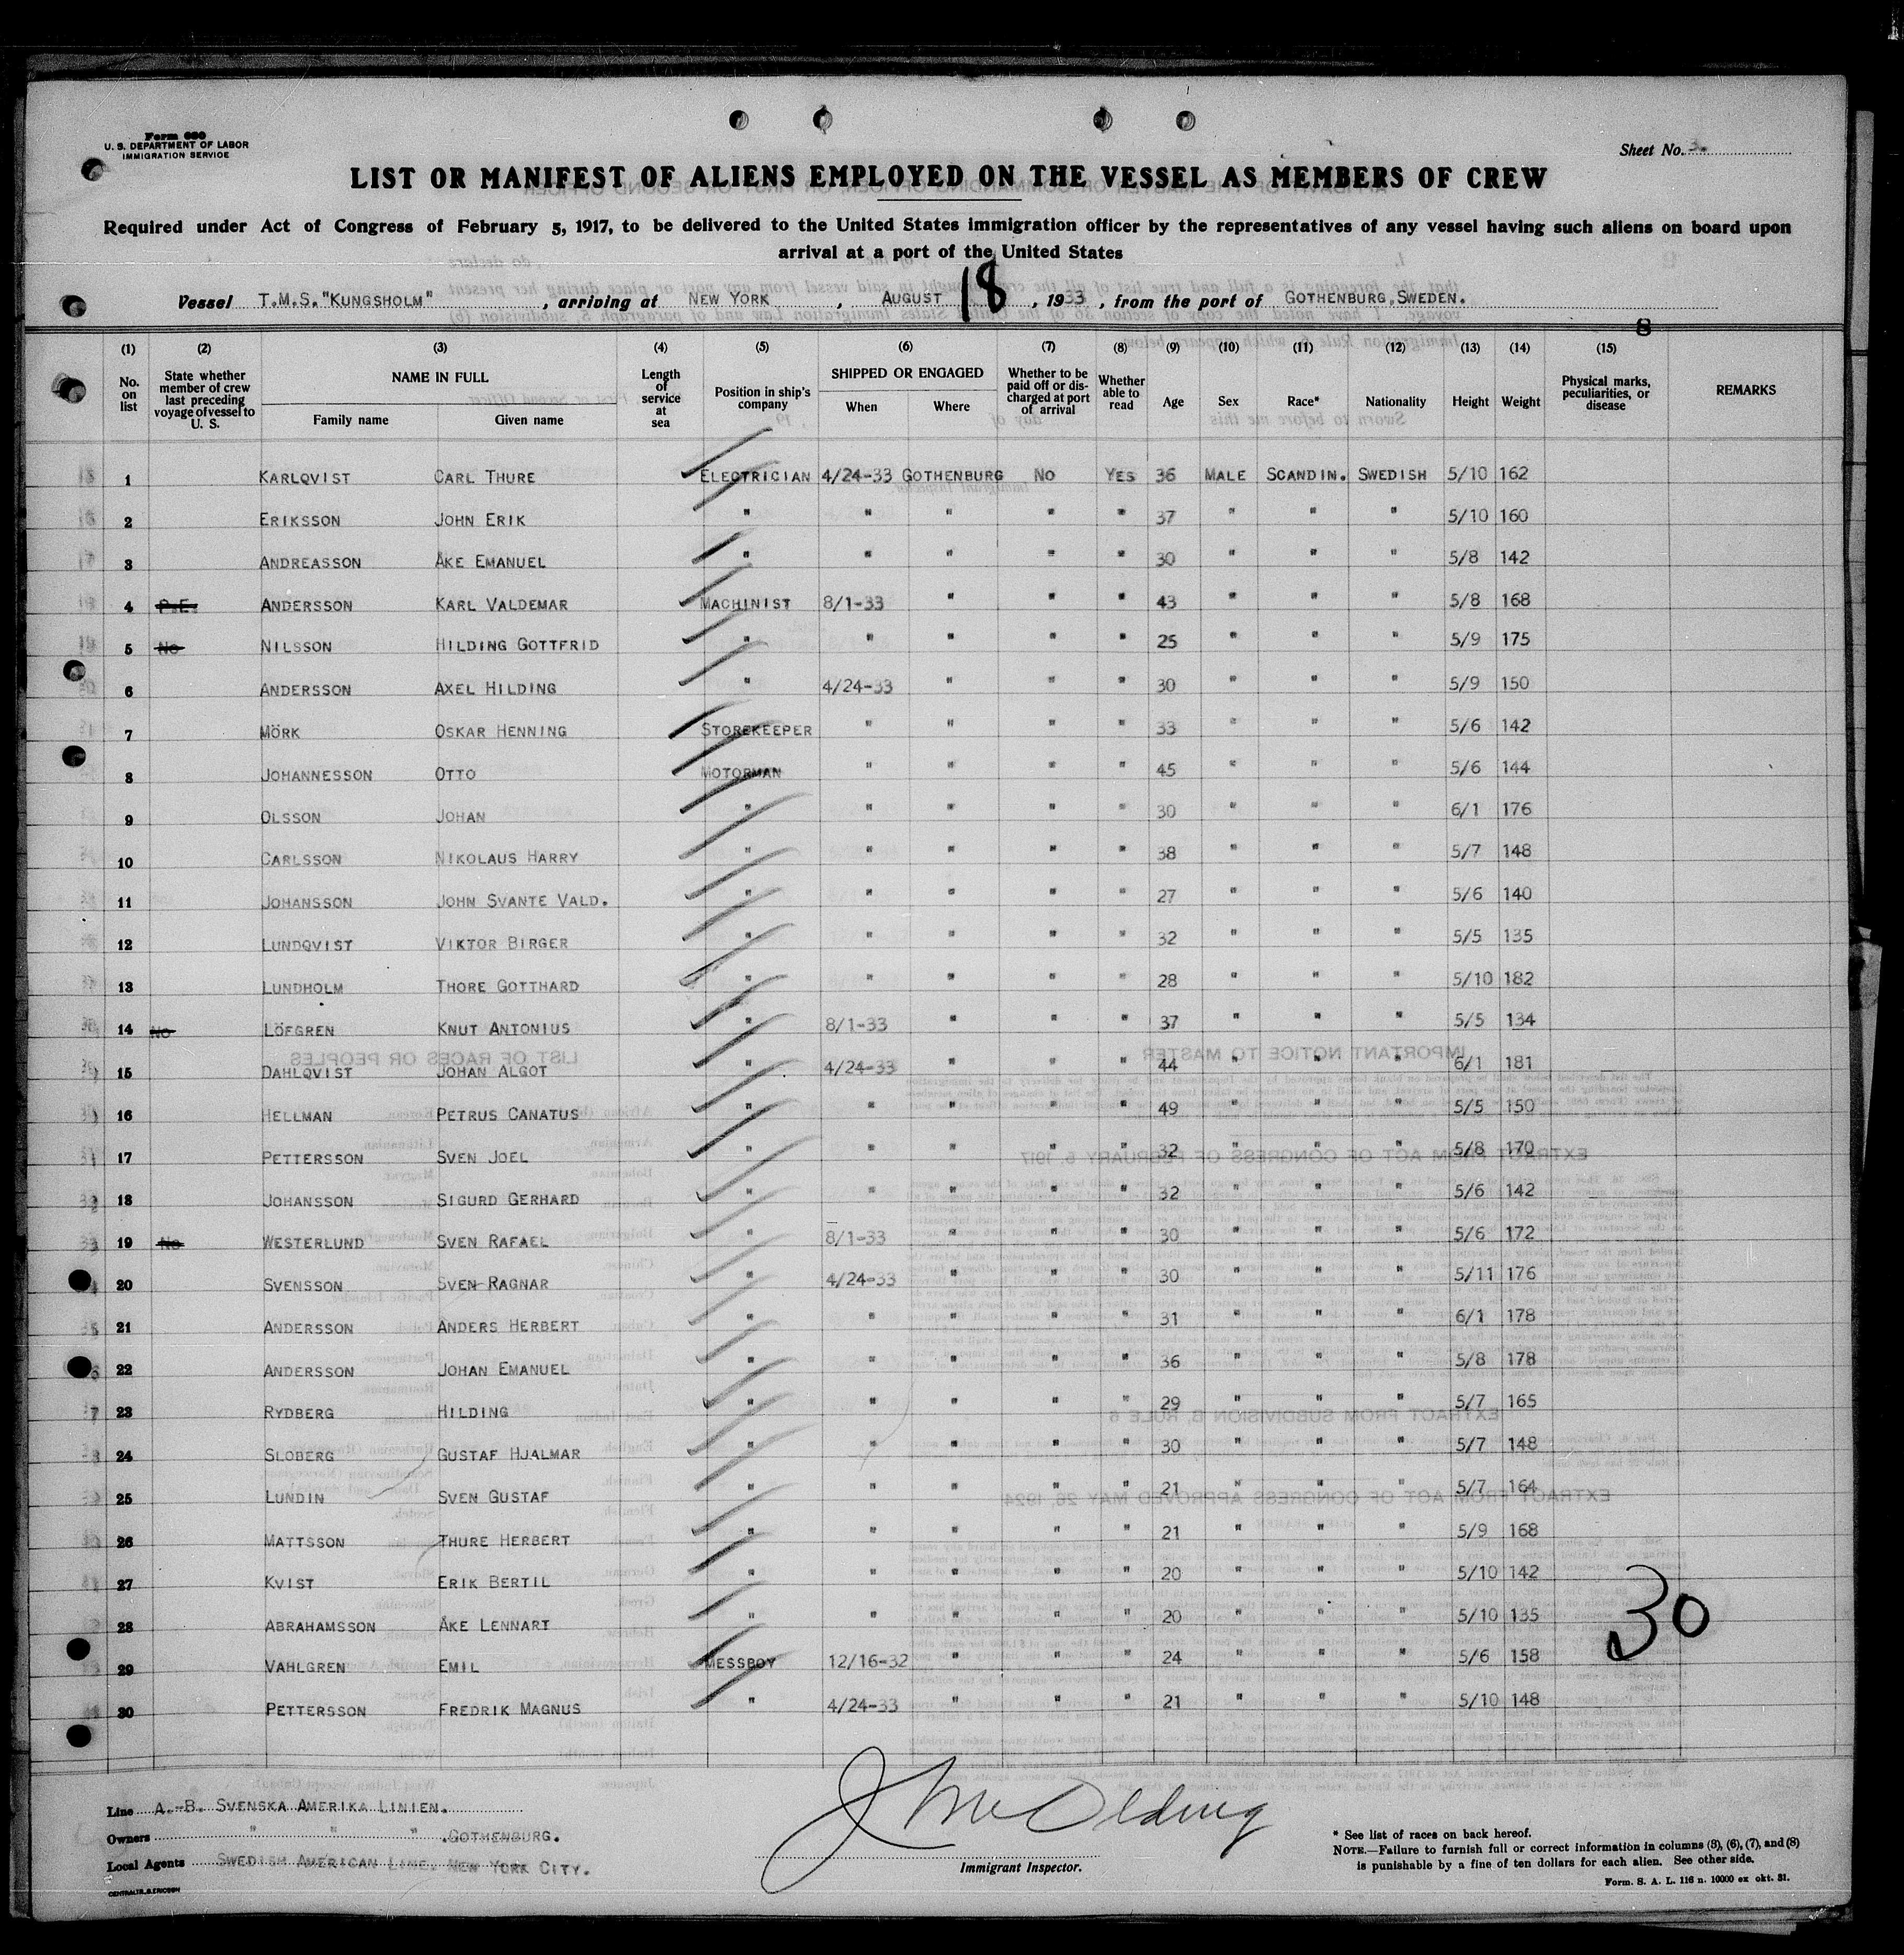 Form 680
U. S. DEPARTMENT OF LABOR
IMMIGRATION SERVICE
Sheet No. 3.
LIST OR MANIFEST OF ALIENS EMPLOYED ON THE VESSEL AS MEMBERS OF CREW
Required under Act of Congress of February 5, 1917, to be delivered to the United States immigration officer by the representatives of any vessel having such aliens on board upon
arrival at a port of the United States
Vessel T.M.S. "KUNGSHOLM", arriving at NEW YORK, AUGUST 18, 1933, from the port of GOTHENBURG, SWEDEN.
8
(1) (2) (3) (4) (5) (6) (7) (8) (9) (10) (11) (12) (13) (14) (15)
No. on list
State whether member of crew last preceding voyage of vessel to U. S.
NAME IN FULL
Family name Given name
Length of service at sea
Position in ship's company
SHIPPED OR ENGAGED
When Where
Whether to be paid off or discharged at port of arrival
Whether able to read
Age Sex Race* Nationality Height Weight
Physical marks, peculiarities, or disease
REMARKS
1 KARLQVIST CARL THURE ELECTRICIAN 4/24-33 GOTHENBURG NO YES 36 MALE SCANDIN. SWEDISH 5/10 162
2 ERIKSSON JOHN ERIK " " " " " 37 " " " 5/10 160
3 ANDREASSON ÅKE EMANUEL " " " " " 30 " " " 5/8 142
4 P.E. ANDERSSON KARL VALDEMAR MACHINIST 8/1-33 " " " 43 " " " 5/8 168
5 No NILSSON HILDING GOTTFRID " " " " " 25 " " " 5/9 175
6 ANDERSSON AXEL HILDING " 4/24-33 " " " 30 " " " 5/9 150
7 MÖRK OSKAR HENNING STOREKEEPER " " " " 33 " " " 5/6 142
8 JOHANNESSON OTTO MOTORMAN " " " " 45 " " " 5/6 144
9 OLSSON JOHAN " " " " " 30 " " " 6/1 176
10 CARLSSON NIKOLAUS HARRY " " " " " 38 " " " 5/7 148
11 JOHANSSON JOHN SVANTE VALD. " " " " " 27 " " " 5/6 140
12 LUNDQVIST VIKTOR BIRGER " " " " " 32 " " " 5/5 135
13 LUNDHOLM THORE GOTTHARD " " " " " 28 " " " 5/10 182
14 No LÖFGREN KNUT ANTONIUS " 8/1-33 " " " 37 " " " 5/5 134
15 DAHLQVIST JOHAN ALGOT " 4/24-33 " " " 44 " " " 6/1 181
16 HELLMAN PETRUS CANATUS " " " " " 49 " " " 5/5 150
17 PETTERSSON SVEN JOEL " " " " " 32 " " " 5/8 170
18 JOHANSSON SIGURD GERHARD " " " " " 32 " " " 5/6 142
19 No WESTERLUND SVEN RAFAEL " 8/1-33 " " " 30 " " " 5/6 172
20 SVENSSON SVEN RAGNAR " 4/24-33 " " " 30 " " " 5/11 176
21 ANDERSSON ANDERS HERBERT " " " " " 31 " " " 6/1 178
22 ANDERSSON JOHAN EMANUEL " " " " " 36 " " " 5/8 178
23 RYDBERG HILDING " " " " " 29 " " " 5/7 165
24 SLOBERG GUSTAF HJALMAR " " " " " 30 " " " 5/7 148
25 LUNDIN SVEN GUSTAF " " " " " 21 " " " 5/7 164
26 MATTSSON THURE HERBERT " " " " " 21 " " " 5/9 168
27 KVIST ERIK BERTIL " " " " " 20 " " " 5/10 142
28 ABRAHAMSSON ÅKE LENNART " " " " " 20 " " " 5/10 135
29 VAHLGREN EMIL MESSBOY 12/16-32 " " " 24 " " " 5/6 158
30 PETTERSSON FREDRIK MAGNUS " 4/24-33 " " " 21 " " " 5/10 148
30
Line A.-B. SVENSKA AMERIKA LINIEN.
Owners " " " GOTHENBURG.
Local Agents SWEDISH AMERICAN LINE. NEW YORK CITY.
CENTRALTR. B. ERICSON
Immigrant Inspector.
* See list of races on back hereof.
NOTE.—Failure to furnish full or correct information in columns (3), (6), (7), and (8)
is punishable by a fine of ten dollars for each alien. See other side.
Form. S. A. L. 116 n. 10000 ex okt. 31.